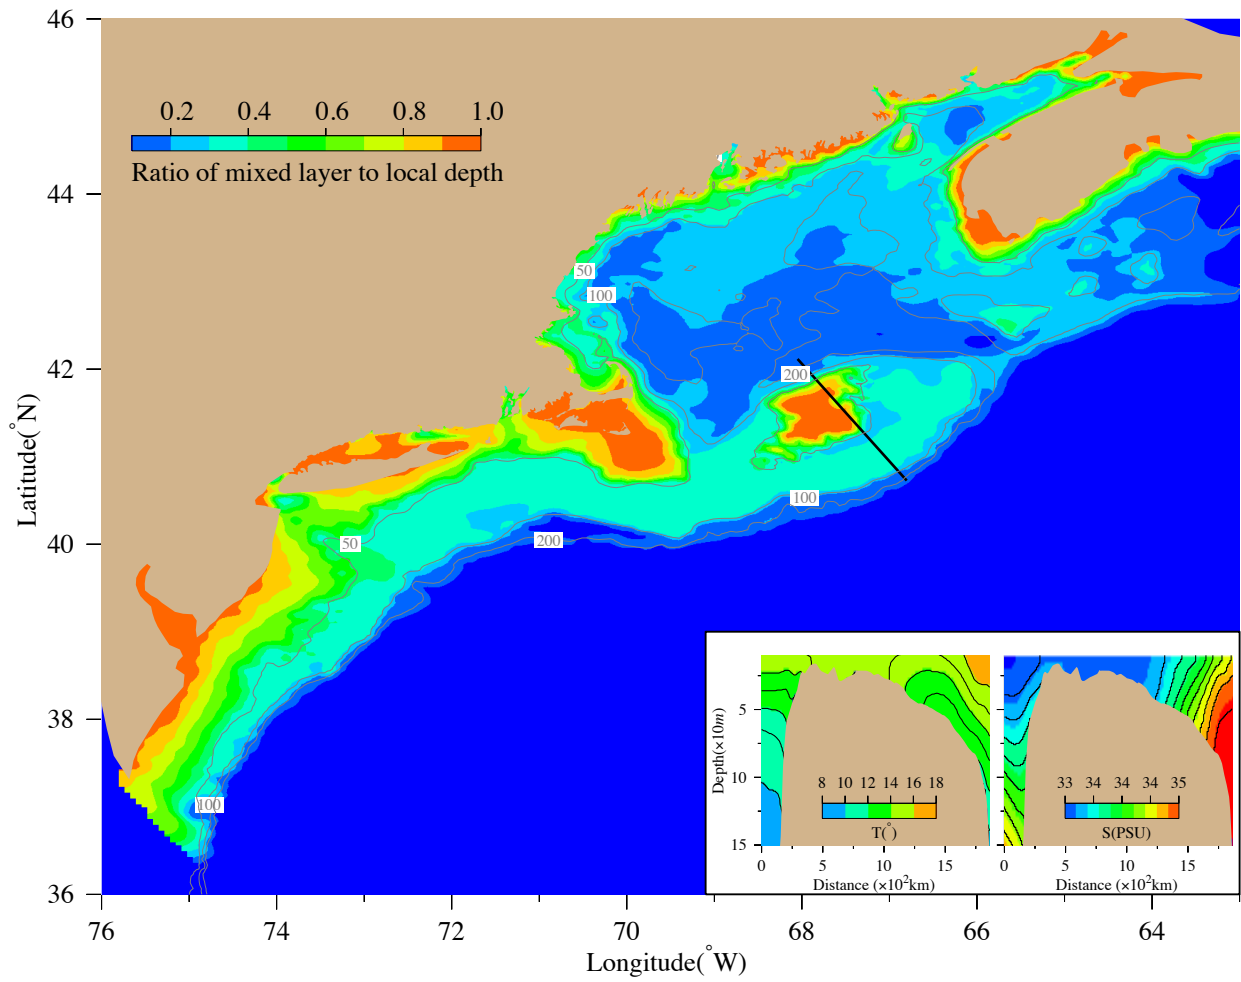 46
0.2 0.4 0.6 0.8 1.0
Ratio of mixed layer to local depth
44
50
100
42
200
Latitude(°N)
100
50
200
40
38
100
36
Depth(×10m)
5
10
15
8 10 12 14 16 18
T(°)
0 5 10 15
Distance (×10²km)
33 34 34 34 35
S(PSU)
0 5 10 15
Distance (×10²km)
76 74 72 70 68 66 64
Longitude(°W)